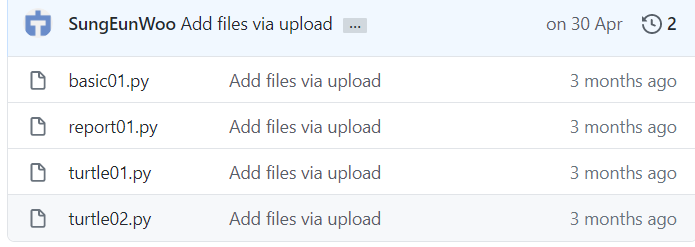 SungEunWoo Add files via upload ... on 30 Apr 2
basic01.py Add files via upload 3 months ago
report01.py Add files via upload 3 months ago
turtle01.py Add files via upload 3 months ago
turtle02.py Add files via upload 3 months ago